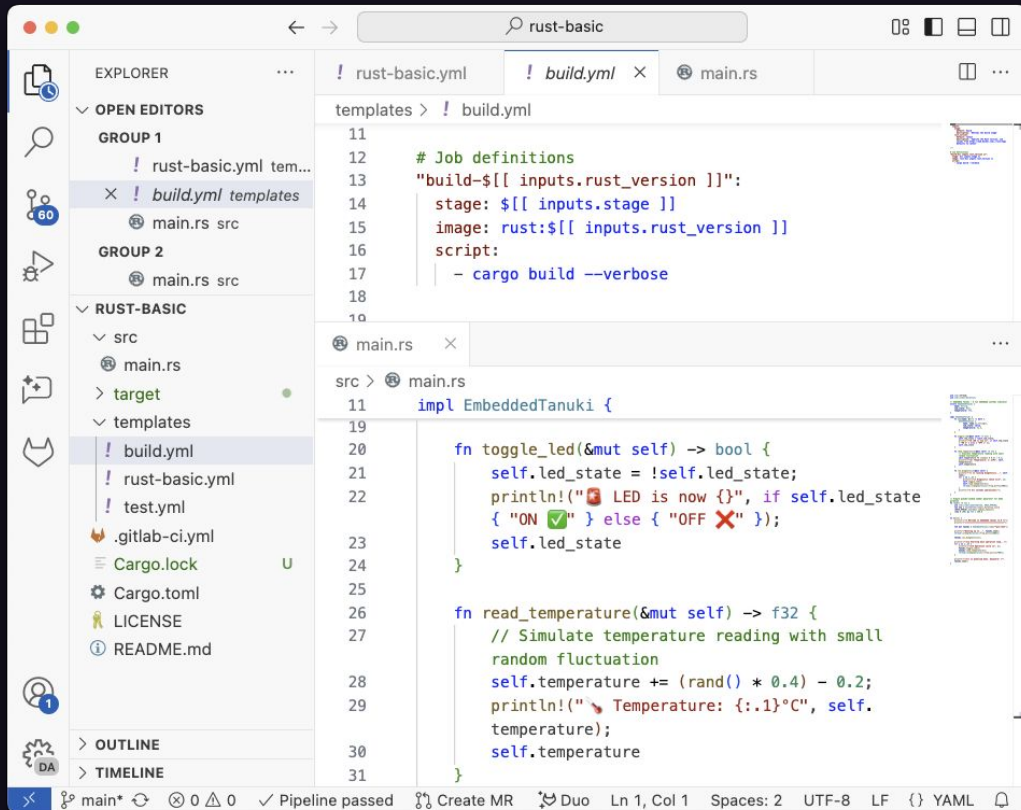 rust-basic
EXPLORER
OPEN EDITORS
GROUP 1
! rust-basic.yml tem...
! build.yml templates
main.rs src
GROUP 2
main.rs src
RUST-BASIC
src
main.rs
target
templates
! build.yml
! rust-basic.yml
! test.yml
.gitlab-ci.yml
Cargo.lock U
Cargo.toml
LICENSE
README.md
OUTLINE
TIMELINE
60
1
DA
! rust-basic.yml ! build.yml main.rs
templates > ! build.yml
11
12 # Job definitions
13 "build-$[[ inputs.rust_version ]]":
14 stage: $[[ inputs.stage ]]
15 image: rust:$[[ inputs.rust_version ]]
16 script:
17 - cargo build --verbose
18
19
main.rs
src > main.rs
11 impl EmbeddedTanuki {
19
20 fn toggle_led(&mut self) -> bool {
21 self.led_state = !self.led_state;
22 println!("🚨 LED is now {}", if self.led_state
{ "ON ✅" } else { "OFF ❌" });
23 self.led_state
24 }
25
26 fn read_temperature(&mut self) -> f32 {
27 // Simulate temperature reading with small
random fluctuation
28 self.temperature += (rand() * 0.4) - 0.2;
29 println!("🌡 Temperature: {:.1}°C", self.
temperature);
30 self.temperature
31 }
main* 0 0 Pipeline passed Create MR Duo Ln 1, Col 1 Spaces: 2 UTF-8 LF {} YAML